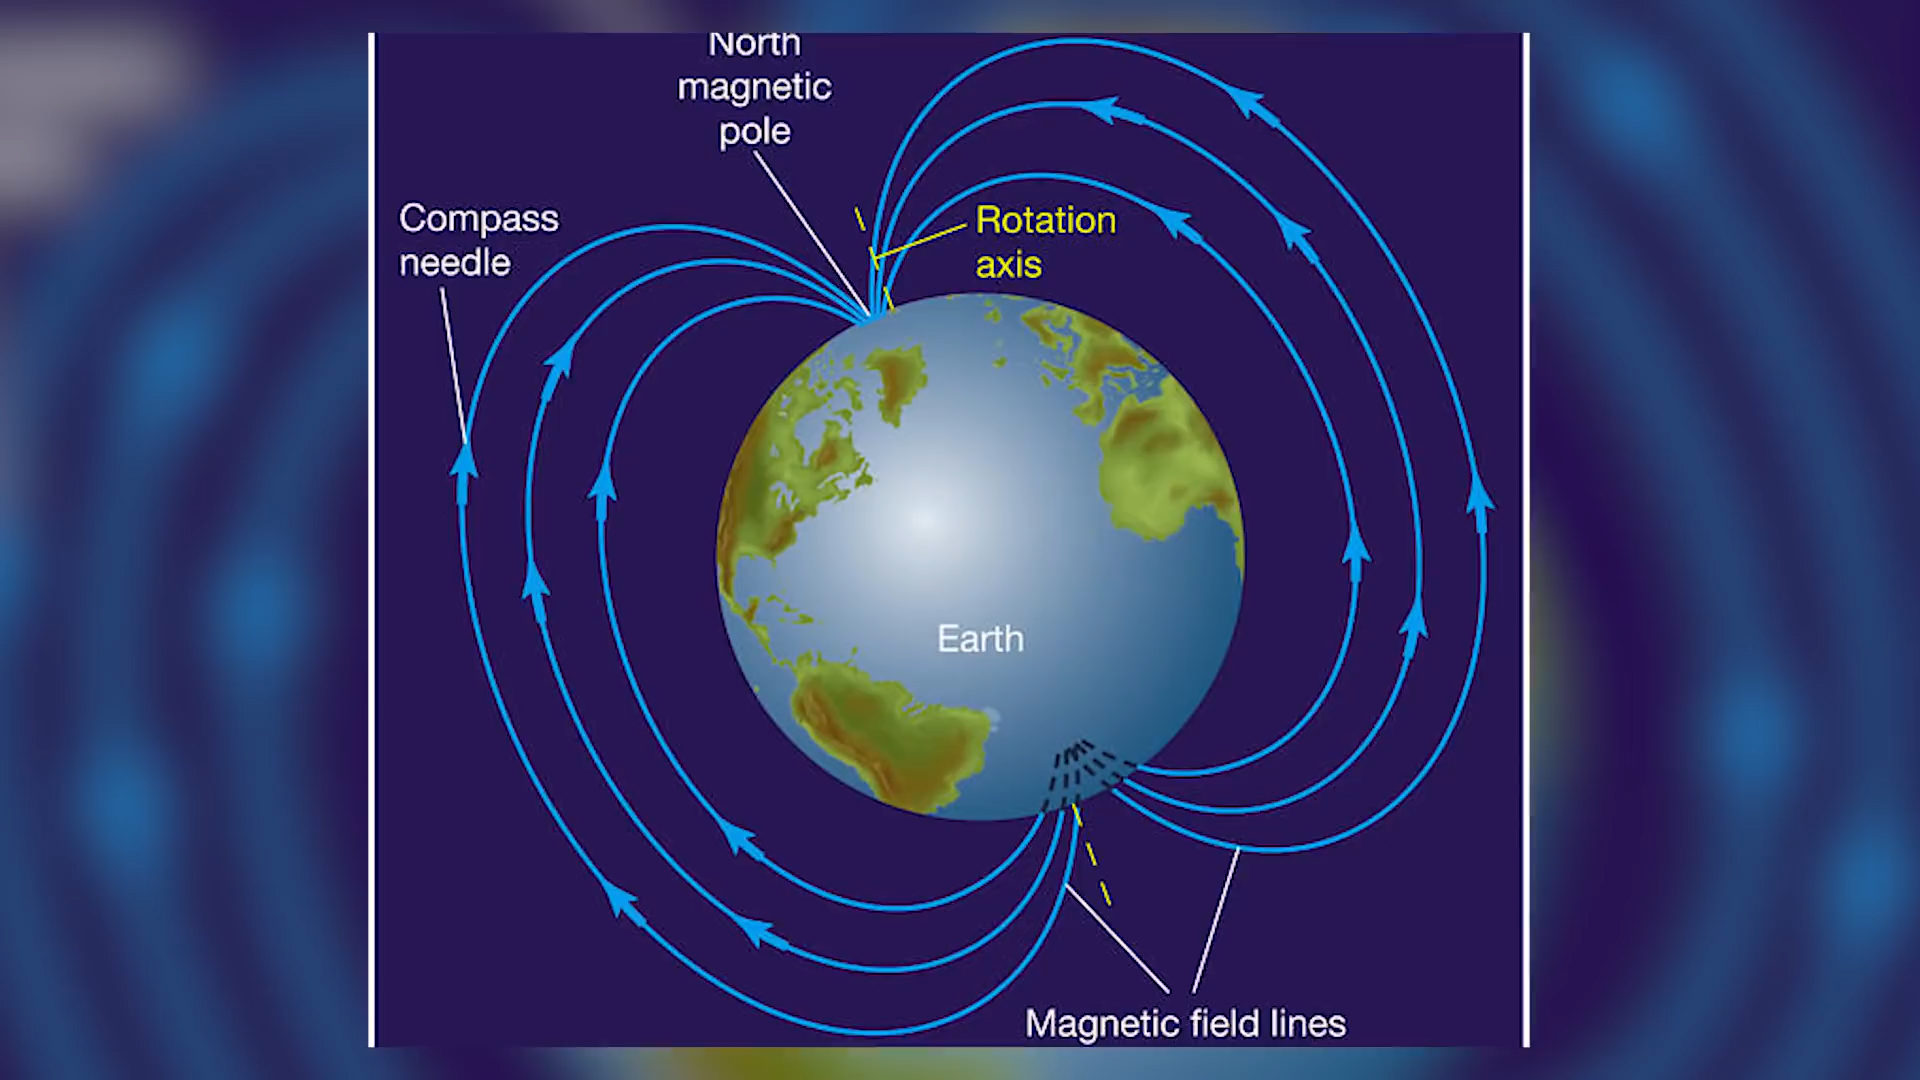 North
magnetic
pole
Compass
needle
Rotation
axis
Earth
Magnetic field lines